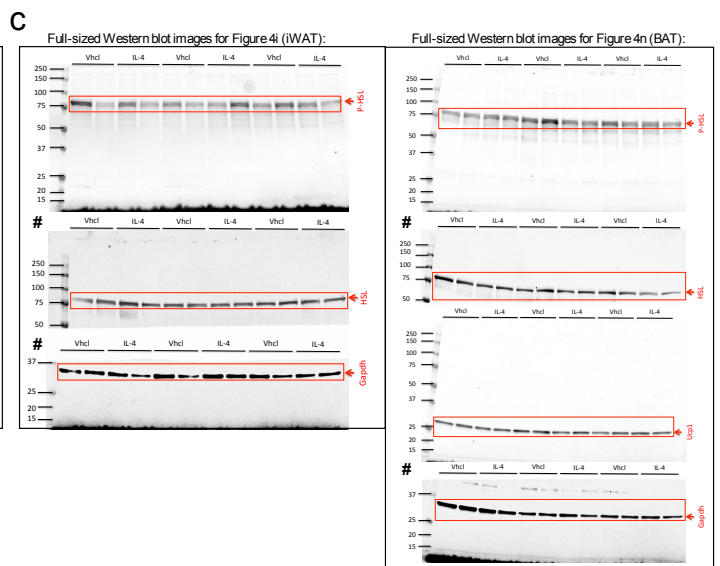 C
Full-sized Western blot images for Figure 4i (iWAT):
Vhcl IL-4 Vhcl IL-4 Vhcl IL-4
250
150
100
75
50
37
25
20
15
P-HSL
#
Vhcl IL-4 Vhcl IL-4 Vhcl IL-4
250
150
100
75
50
HSL
#
Vhcl IL-4 Vhcl IL-4 Vhcl IL-4
37
25
20
15
Gapdh
Full-sized Western blot images for Figure 4n (BAT):
Vhcl IL-4 Vhcl IL-4 Vhcl IL-4
250
150
100
75
50
37
25
20
15
P-HSL
#
Vhcl IL-4 Vhcl IL-4 Vhcl IL-4
250
150
100
75
50
HSL
Vhcl IL-4 Vhcl IL-4 Vhcl IL-4
250
150
100
75
50
37
25
20
15
Ucp1
#
Vhcl IL-4 Vhcl IL-4 Vhcl IL-4
37
25
20
15
Gapdh